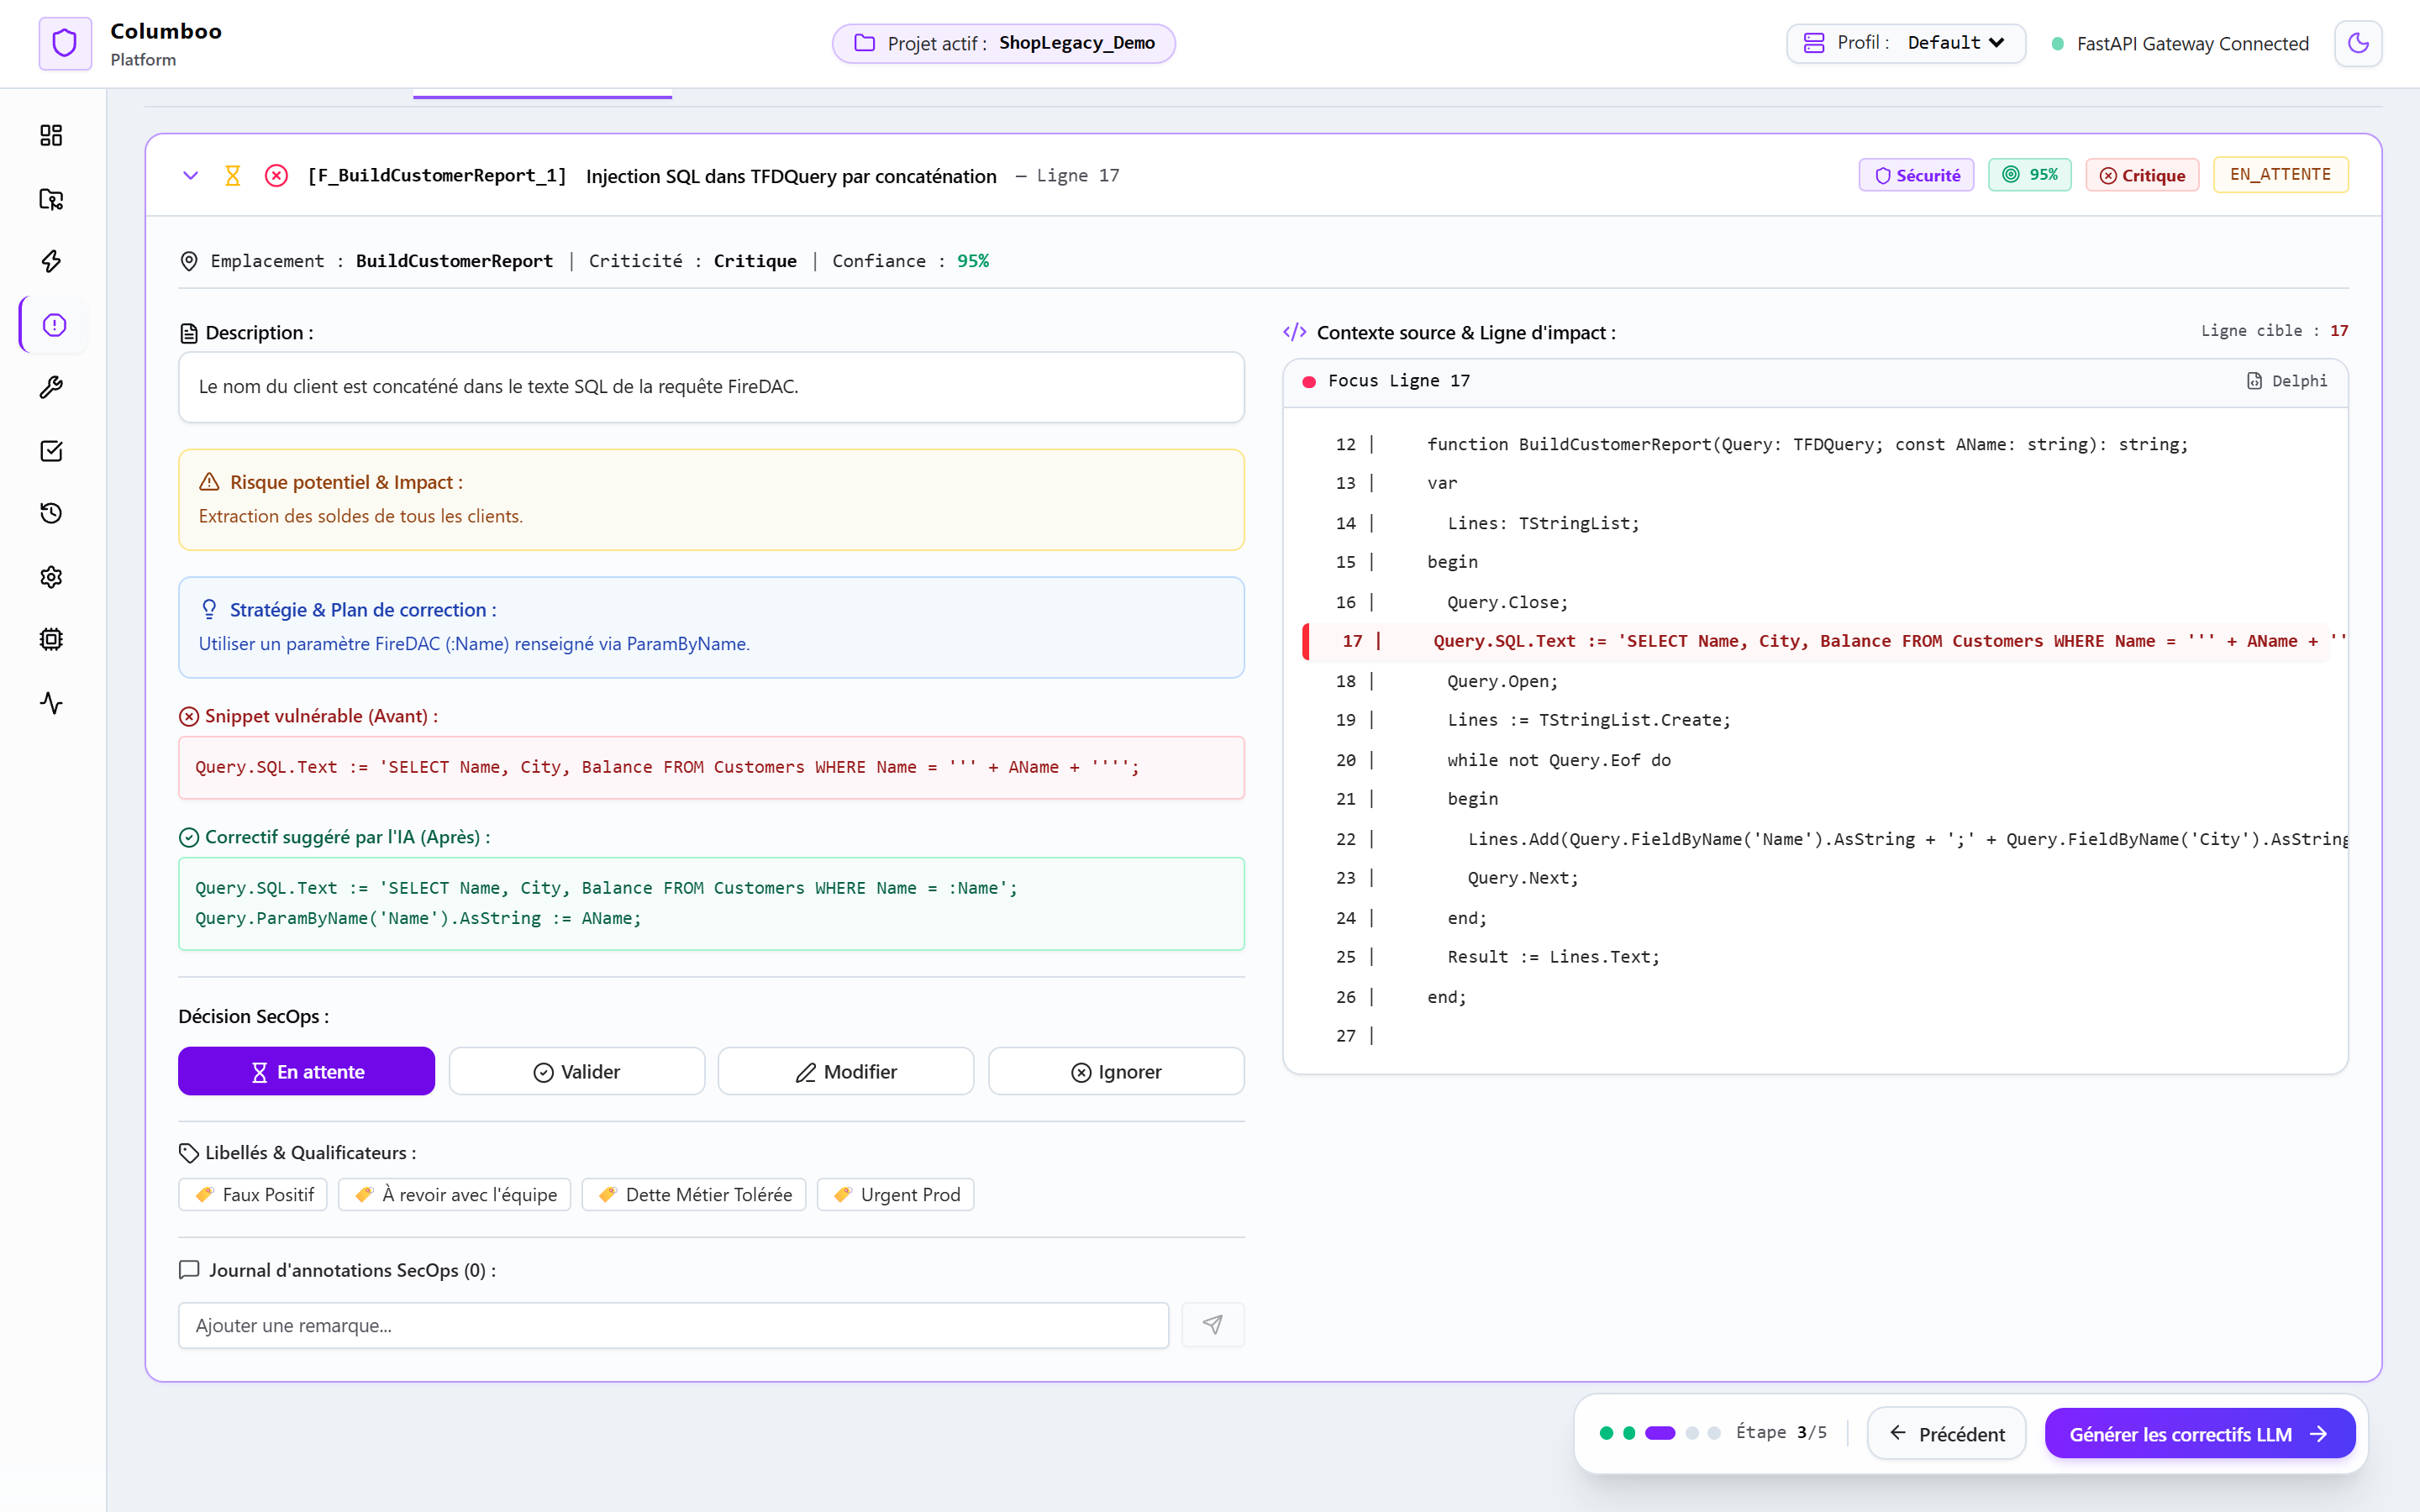 Columboo
Platform
Projet actif : ShopLegacy_Demo
Profil : Default
FastAPI Gateway Connected
[F_BuildCustomerReport_1] Injection SQL dans TFDQuery par concaténation — Ligne 17
Sécurité
95%
Critique
EN_ATTENTE
Emplacement : BuildCustomerReport | Criticité : Critique | Confiance : 95%
Description :
Le nom du client est concaténé dans le texte SQL de la requête FireDAC.
Risque potentiel & Impact :
Extraction des soldes de tous les clients.
Stratégie & Plan de correction :
Utiliser un paramètre FireDAC (:Name) renseigné via ParamByName.
Snippet vulnérable (Avant) :
Query.SQL.Text := 'SELECT Name, City, Balance FROM Customers WHERE Name = ''' + AName + '''';
Correctif suggéré par l'IA (Après) :
Query.SQL.Text := 'SELECT Name, City, Balance FROM Customers WHERE Name = :Name';
Query.ParamByName('Name').AsString := AName;
Décision SecOps :
En attente
Valider
Modifier
Ignorer
Libellés & Qualificateurs :
Faux Positif
À revoir avec l'équipe
Dette Métier Tolérée
Urgent Prod
Journal d'annotations SecOps (0) :
Ajouter une remarque...
Contexte source & Ligne d'impact :
Ligne cible : 17
Focus Ligne 17
Delphi
12 | function BuildCustomerReport(Query: TFDQuery; const AName: string): string;
13 | var
14 | Lines: TStringList;
15 | begin
16 | Query.Close;
17 | Query.SQL.Text := 'SELECT Name, City, Balance FROM Customers WHERE Name = ''' + AName + ''
18 | Query.Open;
19 | Lines := TStringList.Create;
20 | while not Query.Eof do
21 | begin
22 | Lines.Add(Query.FieldByName('Name').AsString + ';' + Query.FieldByName('City').AsString
23 | Query.Next;
24 | end;
25 | Result := Lines.Text;
26 | end;
27 |
Étape 3/5
Précédent
Générer les correctifs LLM